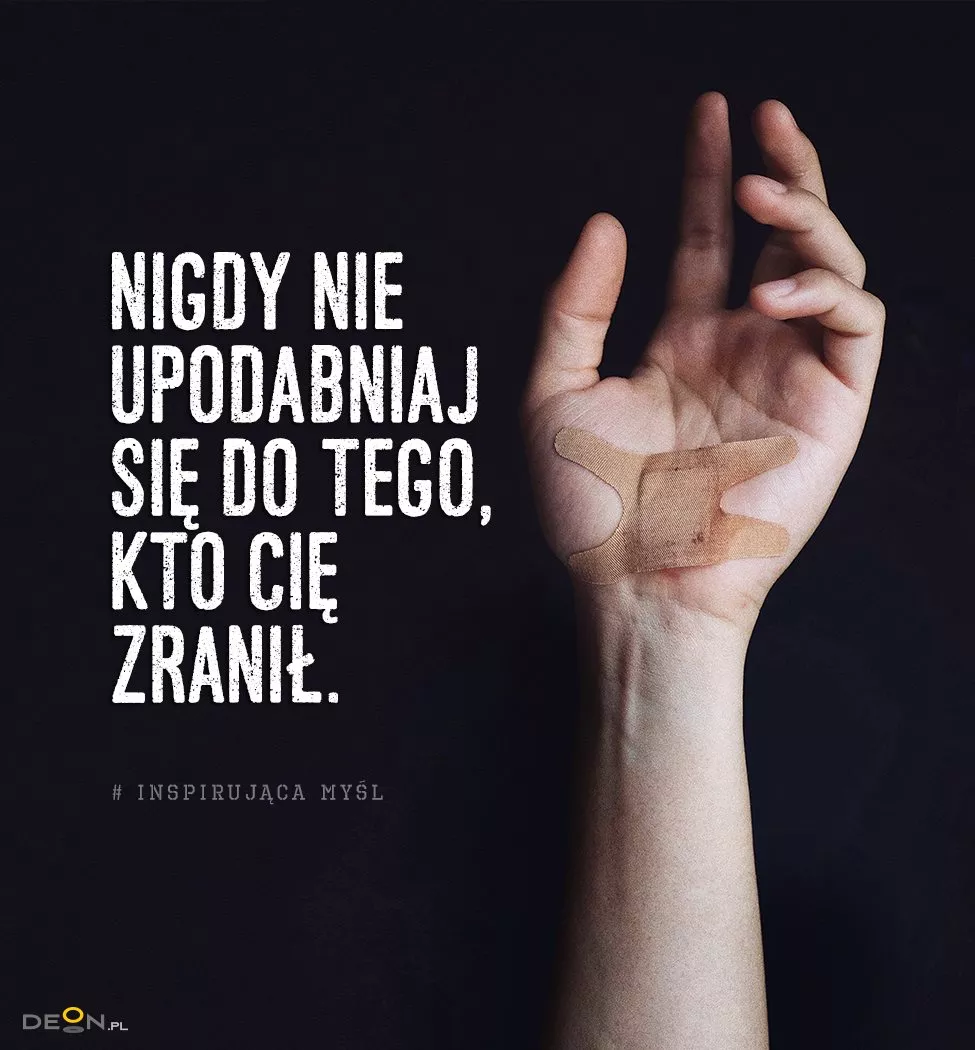 NIGDY NIE
UPODABNIAJ
SIĘ DO TEGO,
KTO CIĘ
ZRANIŁ.
# INSPIRUJĄCA MYŚL
DEON.PL